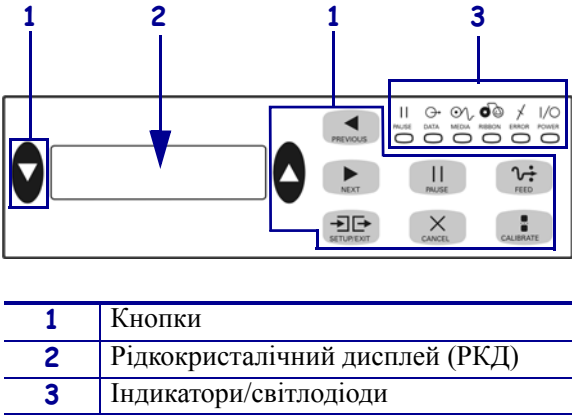 1 2 1 3
PAUSE DATA MEDIA RIBBON ERROR POWER
PREVIOUS
NEXT PAUSE FEED
SETUP/EXIT CANCEL CALIBRATE
1 Кнопки
2 Рідкокристалічний дисплей (РКД)
3 Індикатори/світлодіоди